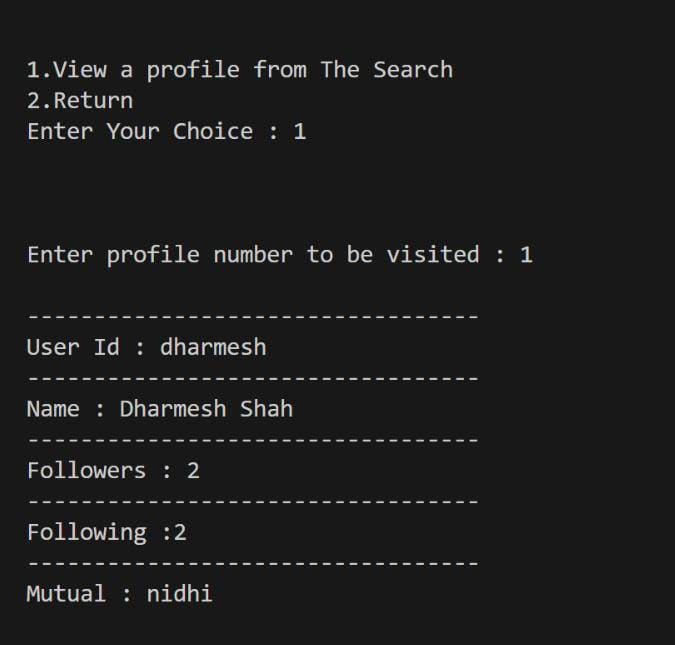 1.View a profile from The Search
2.Return
Enter Your Choice : 1
Enter profile number to be visited : 1
----------------------------------
User Id : dharmesh
----------------------------------
Name : Dharmesh Shah
----------------------------------
Followers : 2
----------------------------------
Following :2
----------------------------------
Mutual : nidhi